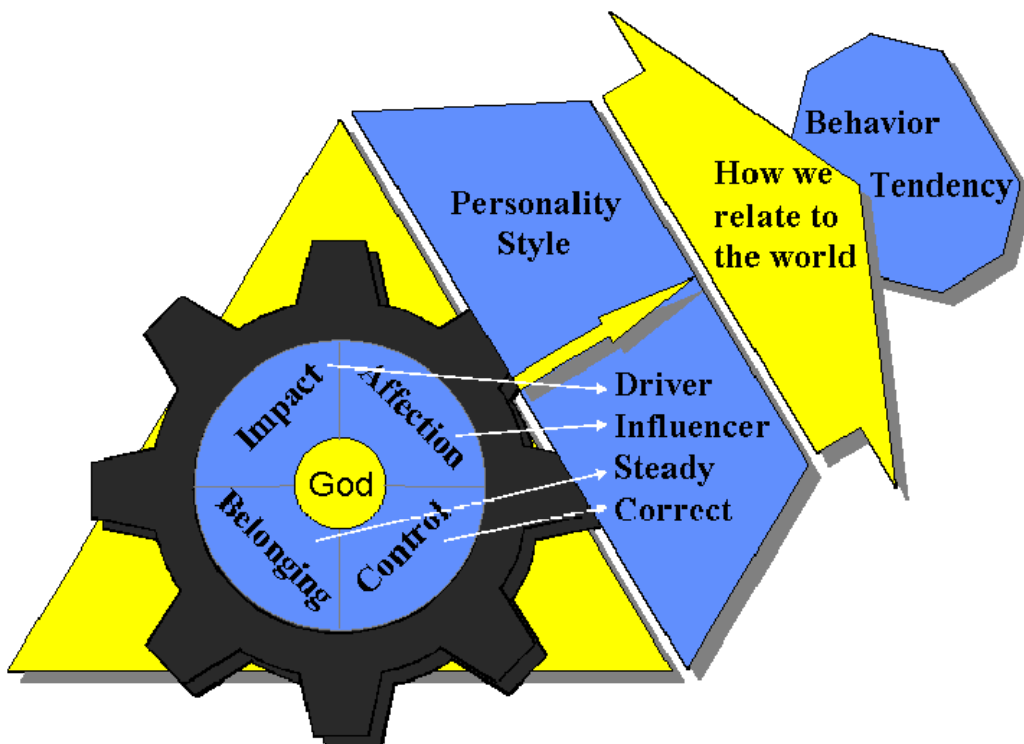 Behavior
Tendency
How we
relate to
the world
Personality
Style
Impact
Affection
God
Belonging
Control
Driver
Influencer
Steady
Correct